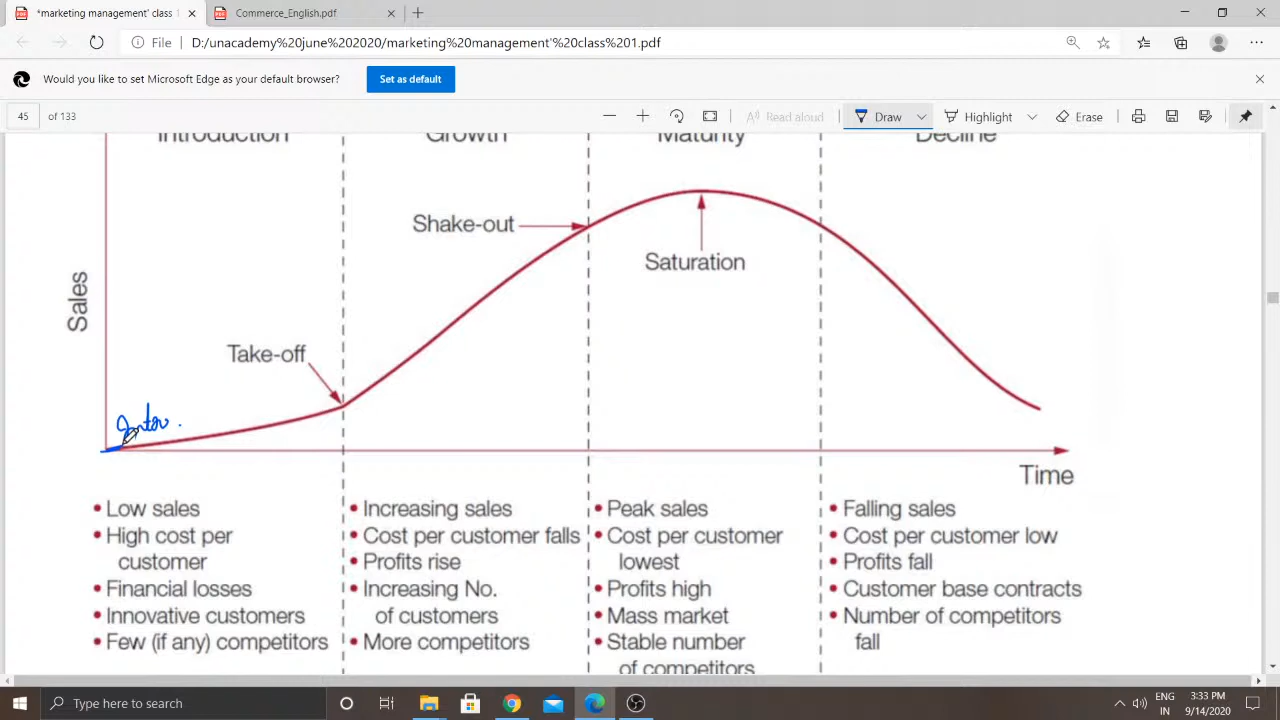 *marketing management' class
Commerce_English.pdf
File
D:/unacademy%20june%202020/marketing%20management'%20class%201.pdf
Would you like to set Microsoft Edge as your default browser?
Set as default
45 of 133
Read aloud
Draw
Highlight
Erase
Introduction
Growth
Maturity
Decline
Sales
Shake-out
Saturation
Take-off
Time
• Low sales
• High cost per
customer
• Financial losses
• Innovative customers
• Few (if any) competitors
• Increasing sales
• Cost per customer falls
• Profits rise
• Increasing No.
of customers
• More competitors
• Peak sales
• Cost per customer
lowest
• Profits high
• Mass market
• Stable number
of competitors
• Falling sales
• Cost per customer low
• Profits fall
• Customer base contracts
• Number of competitors
fall
Type here to search
ENG
IN
3:33 PM
9/14/2020